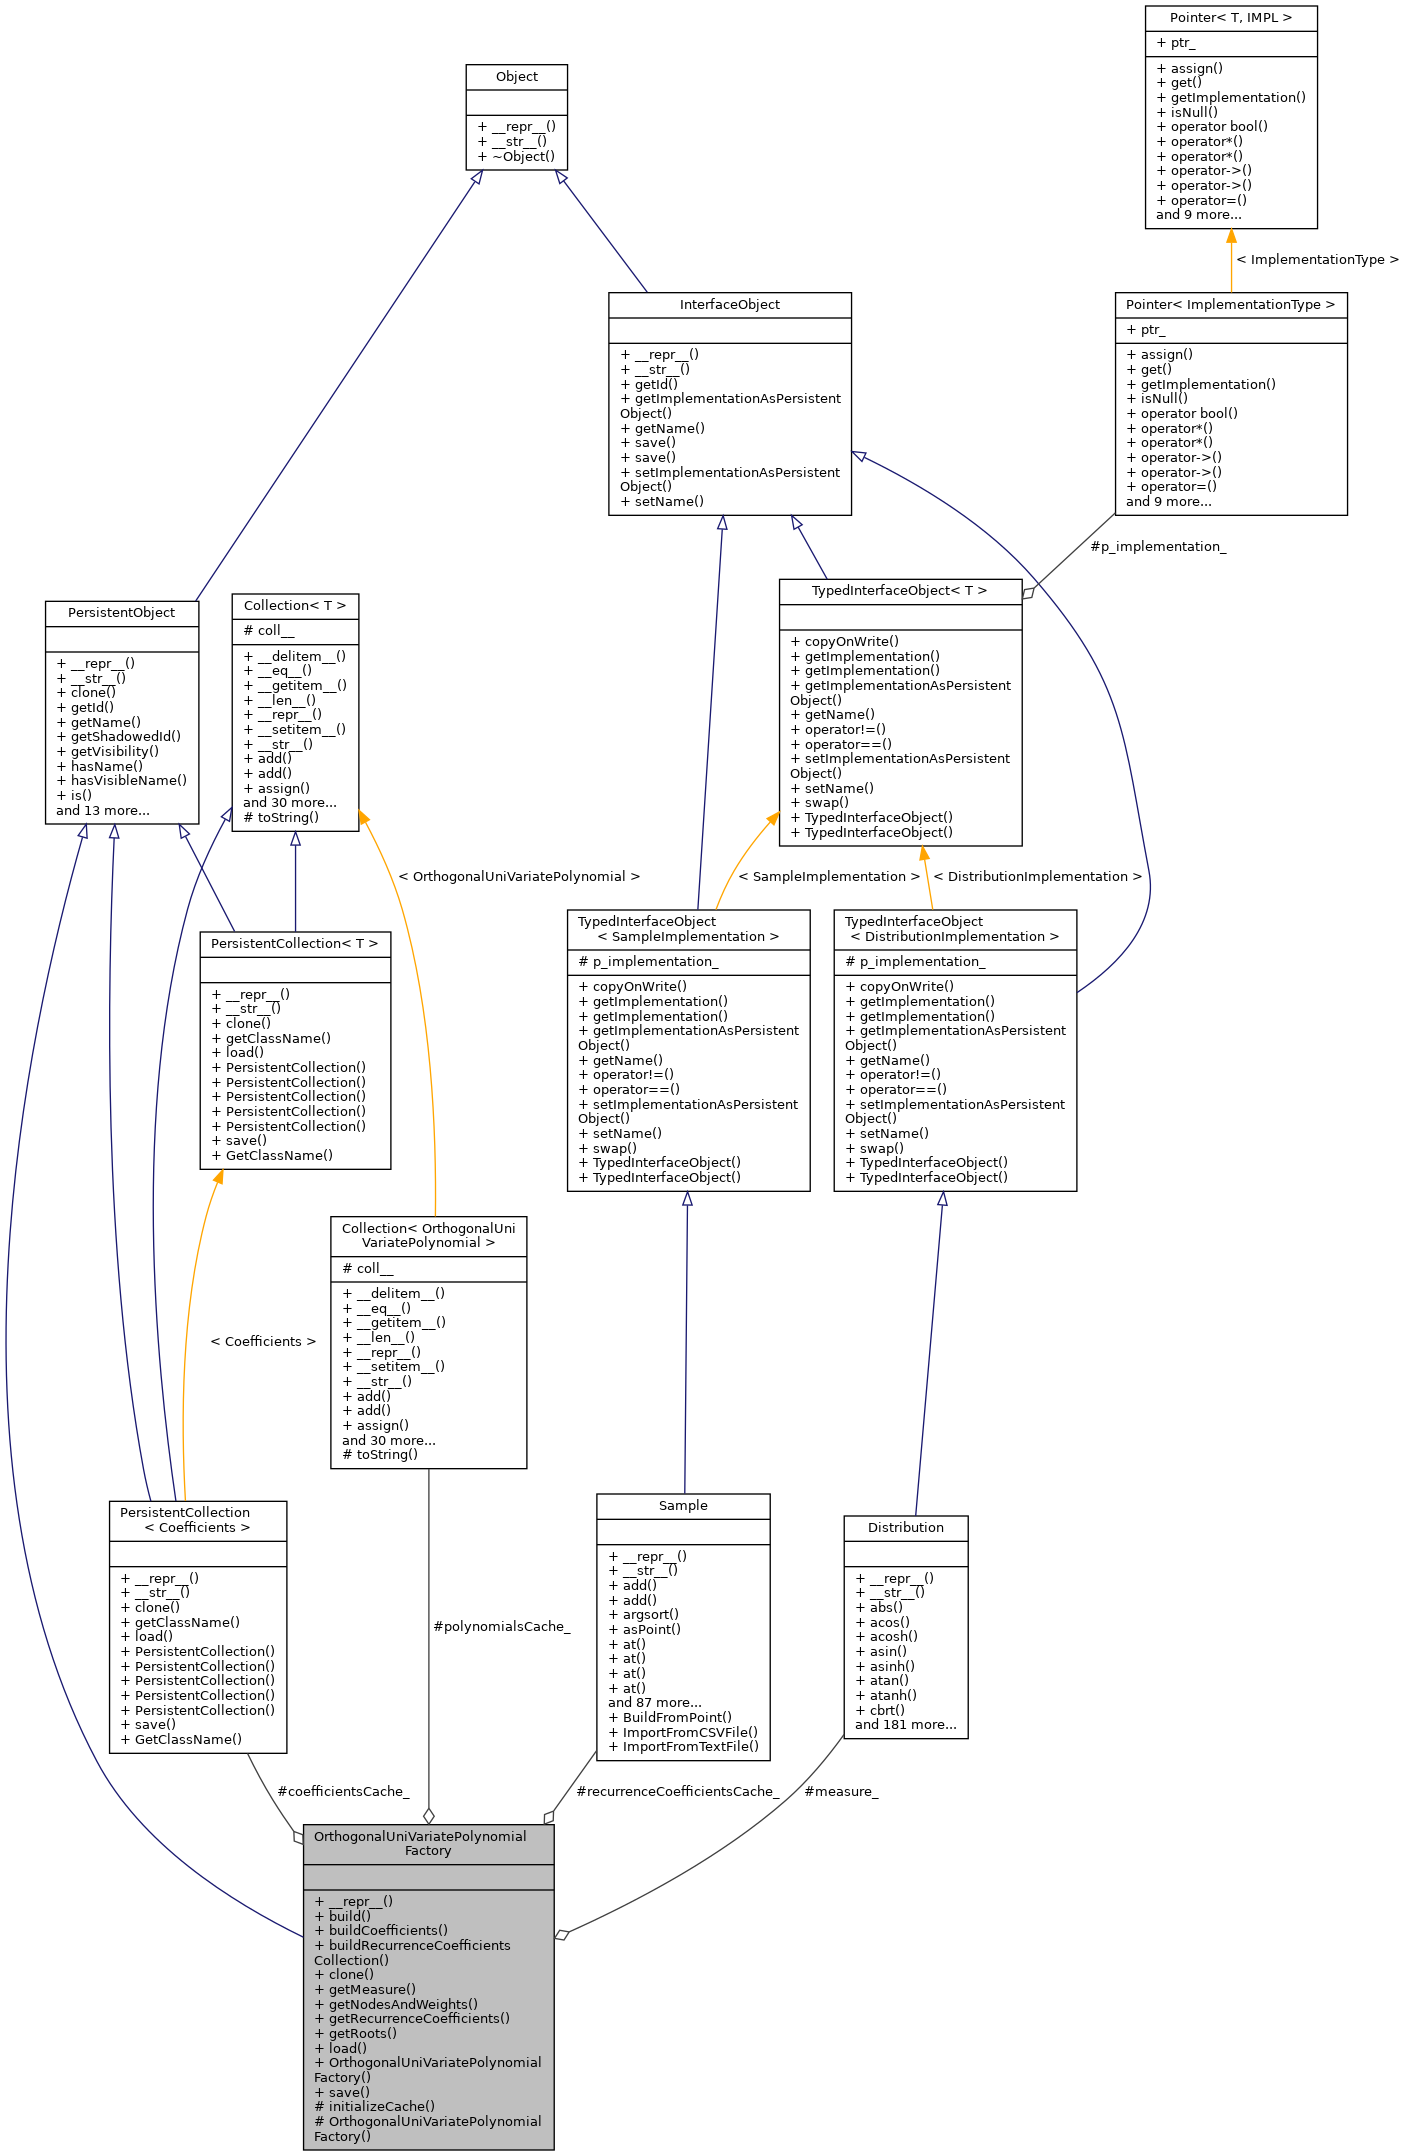 Pointer< T, IMPL >
+ ptr_
+ assign()
+ get()
+ getImplementation()
+ isNull()
+ operator bool()
+ operator*()
+ operator*()
+ operator->()
+ operator->()
+ operator=()
and 9 more...
Object
+ __repr__()
+ __str__()
+ ~Object()
< ImplementationType >
InterfaceObject
+ __repr__()
+ __str__()
+ getId()
+ getImplementationAsPersistent
Object()
+ getName()
+ save()
+ save()
+ setImplementationAsPersistent
Object()
+ setName()
Pointer< ImplementationType >
+ ptr_
+ assign()
+ get()
+ getImplementation()
+ isNull()
+ operator bool()
+ operator*()
+ operator*()
+ operator->()
+ operator->()
+ operator=()
and 9 more...
#p_implementation_
PersistentObject
+ __repr__()
+ __str__()
+ clone()
+ getId()
+ getName()
+ getShadowedId()
+ getVisibility()
+ hasName()
+ hasVisibleName()
+ is()
and 13 more...
Collection< T >
# coll__
+ __delitem__()
+ __eq__()
+ __getitem__()
+ __len__()
+ __repr__()
+ __setitem__()
+ __str__()
+ add()
+ add()
+ assign()
and 30 more...
# toString()
TypedInterfaceObject< T >
+ copyOnWrite()
+ getImplementation()
+ getImplementation()
+ getImplementationAsPersistent
Object()
+ getName()
+ operator!=()
+ operator==()
+ setImplementationAsPersistent
Object()
+ setName()
+ swap()
+ TypedInterfaceObject()
+ TypedInterfaceObject()
< OrthogonalUniVariatePolynomial >
< SampleImplementation >
< DistributionImplementation >
PersistentCollection< T >
+ __repr__()
+ __str__()
+ clone()
+ getClassName()
+ load()
+ PersistentCollection()
+ PersistentCollection()
+ PersistentCollection()
+ PersistentCollection()
+ PersistentCollection()
+ save()
+ GetClassName()
TypedInterfaceObject
< SampleImplementation >
# p_implementation_
+ copyOnWrite()
+ getImplementation()
+ getImplementation()
+ getImplementationAsPersistent
Object()
+ getName()
+ operator!=()
+ operator==()
+ setImplementationAsPersistent
Object()
+ setName()
+ swap()
+ TypedInterfaceObject()
+ TypedInterfaceObject()
TypedInterfaceObject
< DistributionImplementation >
# p_implementation_
+ copyOnWrite()
+ getImplementation()
+ getImplementation()
+ getImplementationAsPersistent
Object()
+ getName()
+ operator!=()
+ operator==()
+ setImplementationAsPersistent
Object()
+ setName()
+ swap()
+ TypedInterfaceObject()
+ TypedInterfaceObject()
< Coefficients >
Collection< OrthogonalUni
VariatePolynomial >
# coll__
+ __delitem__()
+ __eq__()
+ __getitem__()
+ __len__()
+ __repr__()
+ __setitem__()
+ __str__()
+ add()
+ add()
+ assign()
and 30 more...
# toString()
PersistentCollection
< Coefficients >
+ __repr__()
+ __str__()
+ clone()
+ getClassName()
+ load()
+ PersistentCollection()
+ PersistentCollection()
+ PersistentCollection()
+ PersistentCollection()
+ PersistentCollection()
+ save()
+ GetClassName()
#polynomialsCache_
Sample
+ __repr__()
+ __str__()
+ add()
+ add()
+ argsort()
+ asPoint()
+ at()
+ at()
+ at()
+ at()
and 87 more...
+ BuildFromPoint()
+ ImportFromCSVFile()
+ ImportFromTextFile()
Distribution
+ __repr__()
+ __str__()
+ abs()
+ acos()
+ acosh()
+ asin()
+ asinh()
+ atan()
+ atanh()
+ cbrt()
and 181 more...
#coefficientsCache_
#recurrenceCoefficientsCache_
#measure_
OrthogonalUniVariatePolynomial
Factory
+ __repr__()
+ build()
+ buildCoefficients()
+ buildRecurrenceCoefficients
Collection()
+ clone()
+ getMeasure()
+ getNodesAndWeights()
+ getRecurrenceCoefficients()
+ getRoots()
+ load()
+ OrthogonalUniVariatePolynomial
Factory()
+ save()
# initializeCache()
# OrthogonalUniVariatePolynomial
Factory()